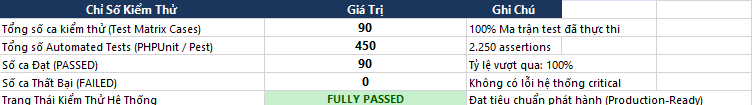 Chỉ Số Kiểm Thử Giá Trị Ghi Chú
Tổng số ca kiểm thử (Test Matrix Cases) 90 100% Ma trận test đã thực thi
Tổng số Automated Tests (PHPUnit / Pest) 450 2.250 assertions
Số ca Đạt (PASSED) 90 Tỷ lệ vượt qua: 100%
Số ca Thất Bại (FAILED) 0 Không có lỗi hệ thống critical
Trạng Thái Kiểm Thử Hệ Thống FULLY PASSED Đạt tiêu chuẩn phát hành (Production-Ready)